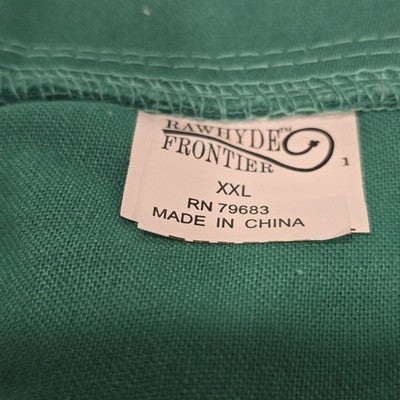 RAWHYDE™
FRONTIER
1
XXL
RN 79683
MADE IN CHINA